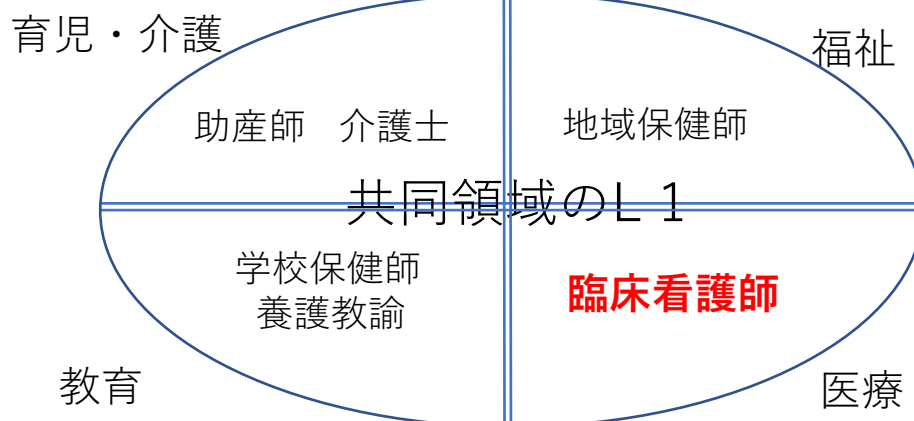 育児・介護
福祉
助産師　介護士
地域保健師
共同領域のL１
学校保健師
養護教諭
臨床看護師
教育
医療